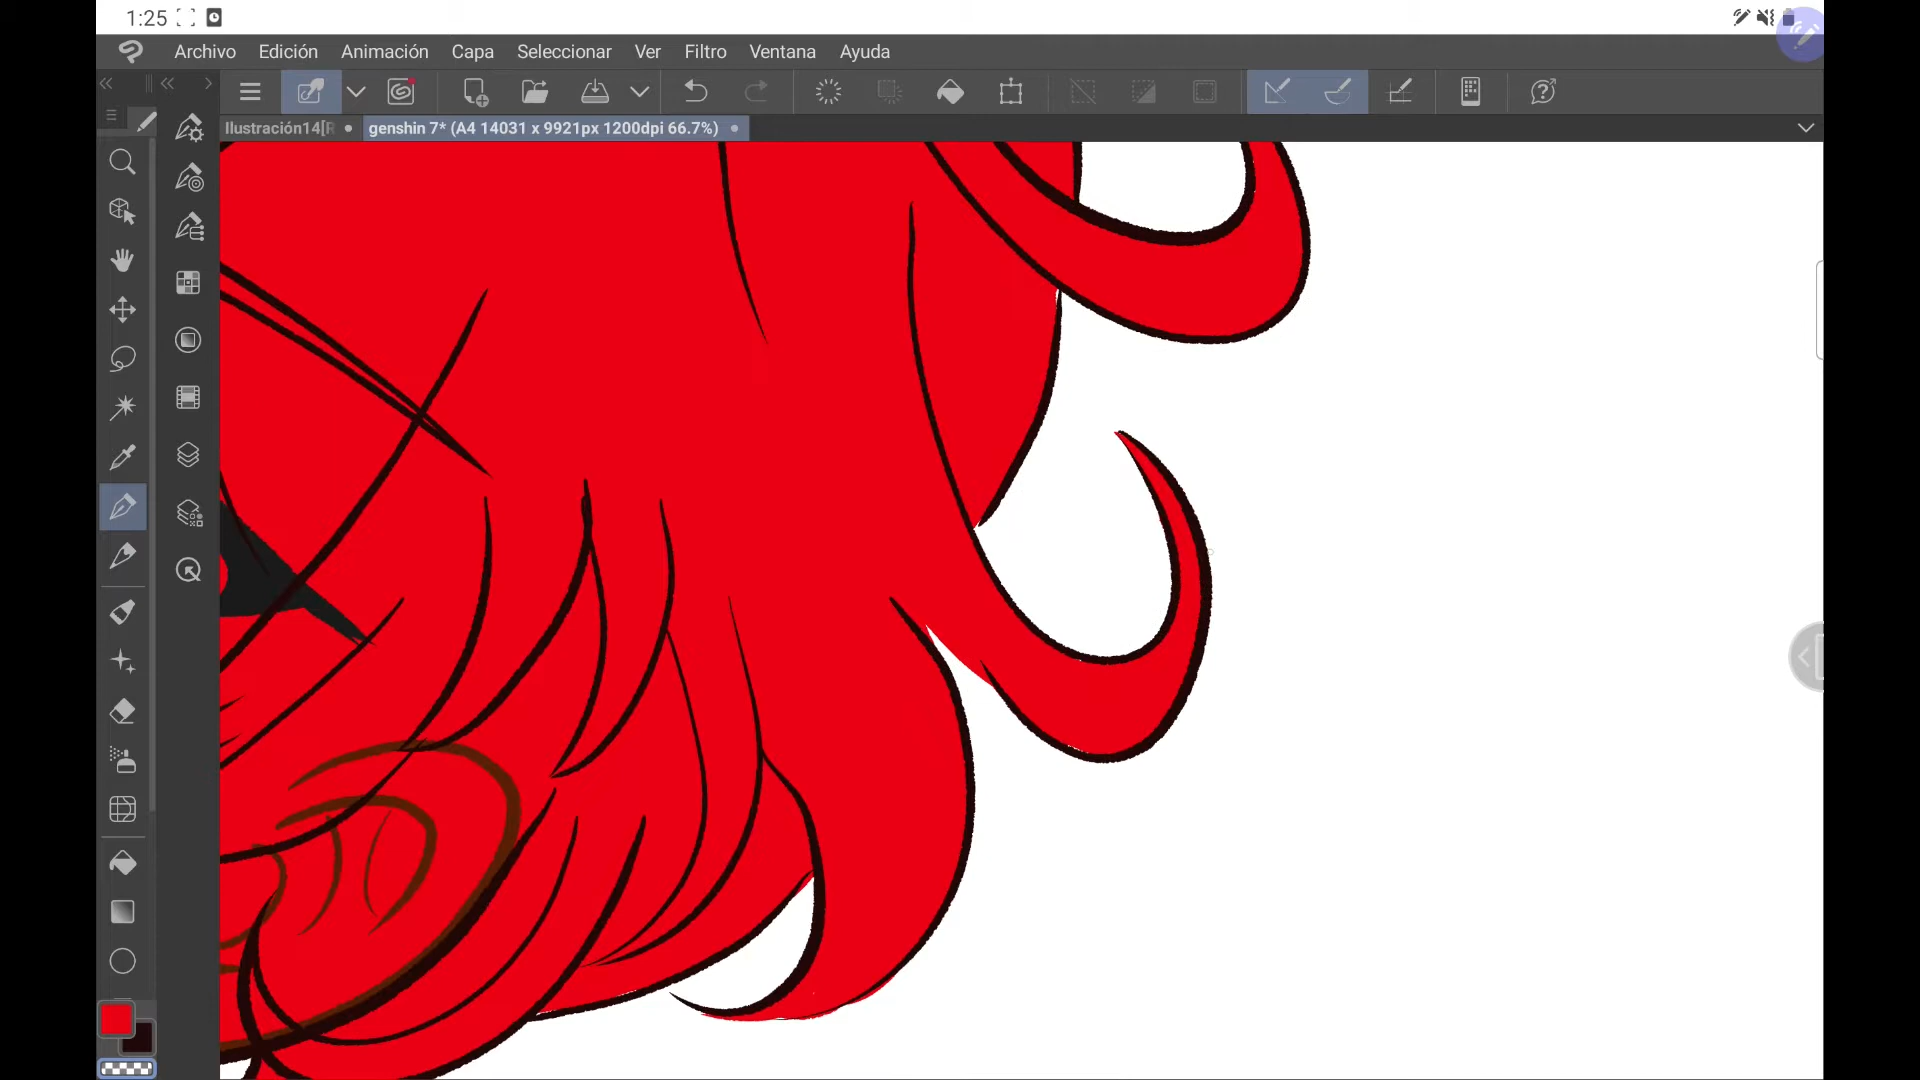 1:25
Archivo Edición Animación Capa Seleccionar Ver Filtro Ventana Ayuda
Ilustración14[R genshin 7* (A4 14031 x 9921px 1200dpi 66.7%)